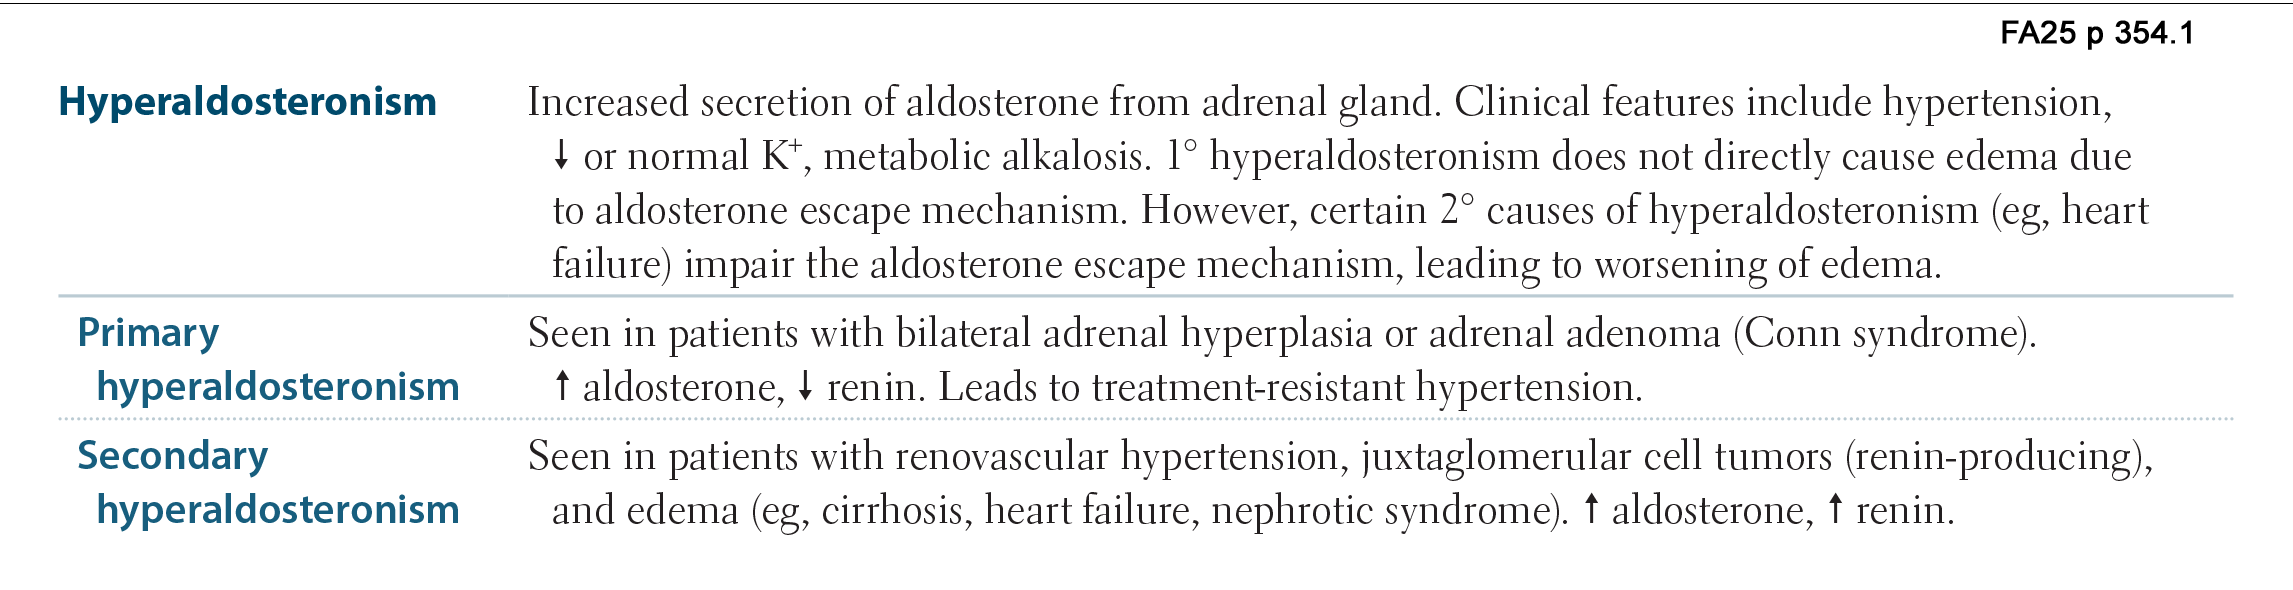 FA25 p 354.1
Hyperaldosteronism
Increased secretion of aldosterone from adrenal gland. Clinical features include hypertension,
↓ or normal K⁺, metabolic alkalosis. 1° hyperaldosteronism does not directly cause edema due
to aldosterone escape mechanism. However, certain 2° causes of hyperaldosteronism (eg, heart
failure) impair the aldosterone escape mechanism, leading to worsening of edema.
Primary
hyperaldosteronism
Seen in patients with bilateral adrenal hyperplasia or adrenal adenoma (Conn syndrome).
↑ aldosterone, ↓ renin. Leads to treatment-resistant hypertension.
Secondary
hyperaldosteronism
Seen in patients with renovascular hypertension, juxtaglomerular cell tumors (renin-producing),
and edema (eg, cirrhosis, heart failure, nephrotic syndrome). ↑ aldosterone, ↑ renin.